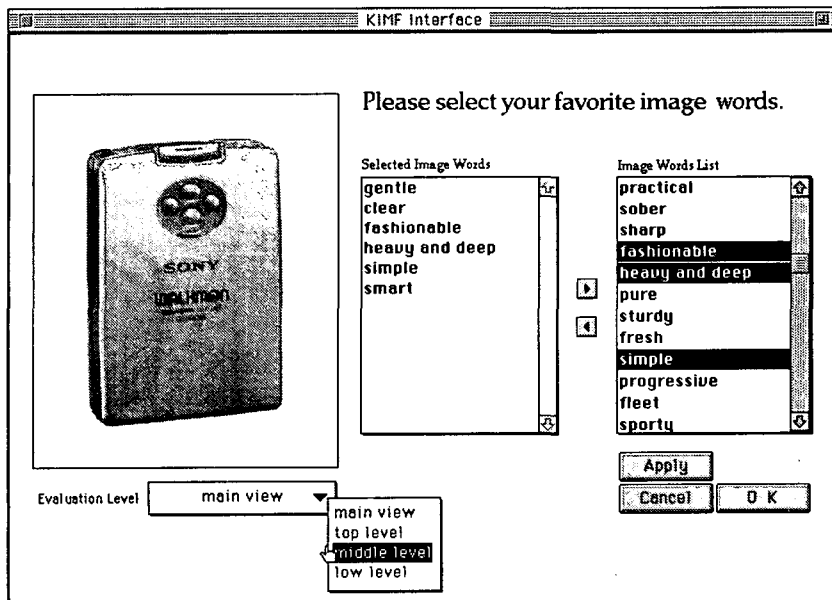 KIMF Interface
Please select your favorite image words.
Selected Image Words
gentle
clear
fashionable
heavy and deep
simple
smart
Image Words List
practical
sober
sharp
fashionable
heavy and deep
pure
sturdy
fresh
simple
progressive
fleet
sporty
SONY
WALKMAN
Apply
Cancel
O K
Evaluation Level
main view
main view
top level
middle level
low level